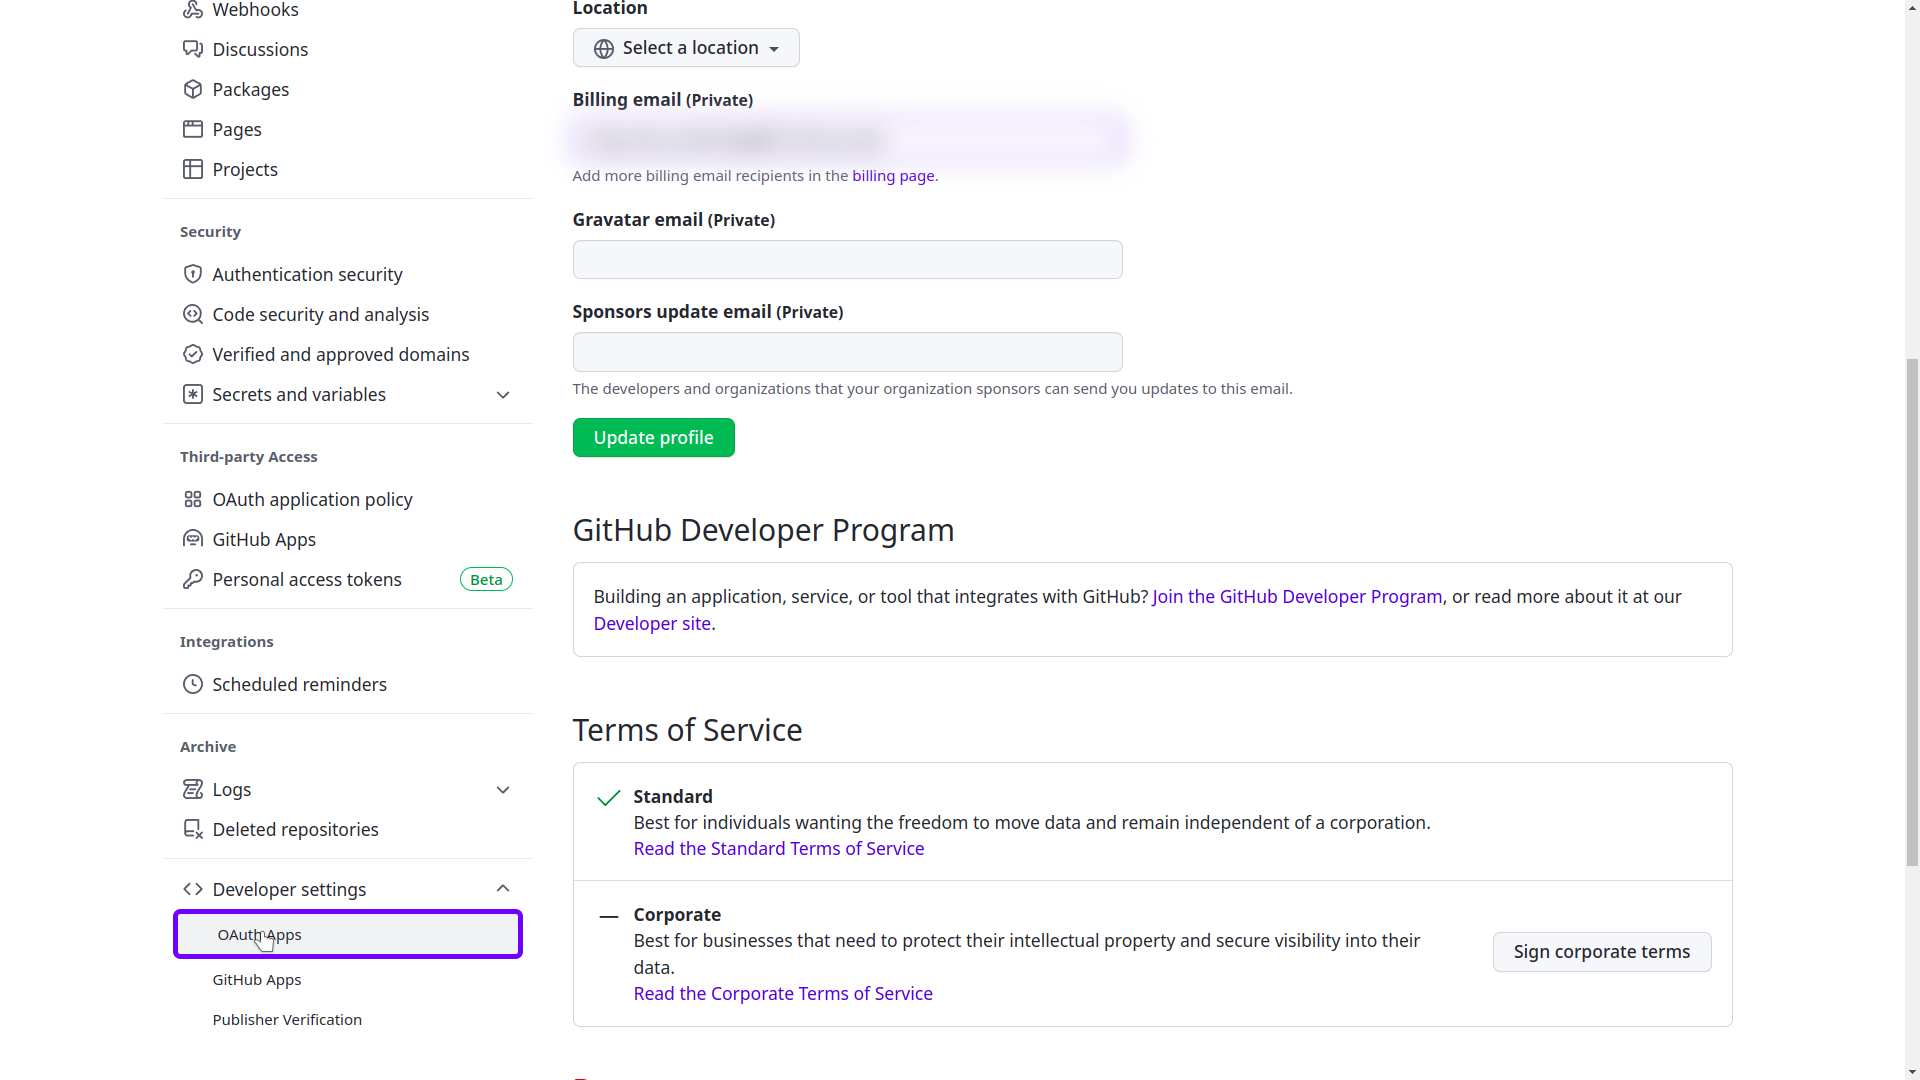 Webhooks
Discussions
Packages
Pages
Projects
Security
Authentication security
Code security and analysis
Verified and approved domains
Secrets and variables
Third-party Access
OAuth application policy
GitHub Apps
Personal access tokens
Beta
Integrations
Scheduled reminders
Archive
Logs
Deleted repositories
Developer settings
OAuth Apps
GitHub Apps
Publisher Verification
Location
Select a location
Billing email (Private)
Add more billing email recipients in the billing page.
Gravatar email (Private)
Sponsors update email (Private)
The developers and organizations that your organization sponsors can send you updates to this email.
Update profile
GitHub Developer Program
Building an application, service, or tool that integrates with GitHub? Join the GitHub Developer Program, or read more about it at our
Developer site.
Terms of Service
Standard
Best for individuals wanting the freedom to move data and remain independent of a corporation.
Read the Standard Terms of Service
Corporate
Best for businesses that need to protect their intellectual property and secure visibility into their
data.
Read the Corporate Terms of Service
Sign corporate terms